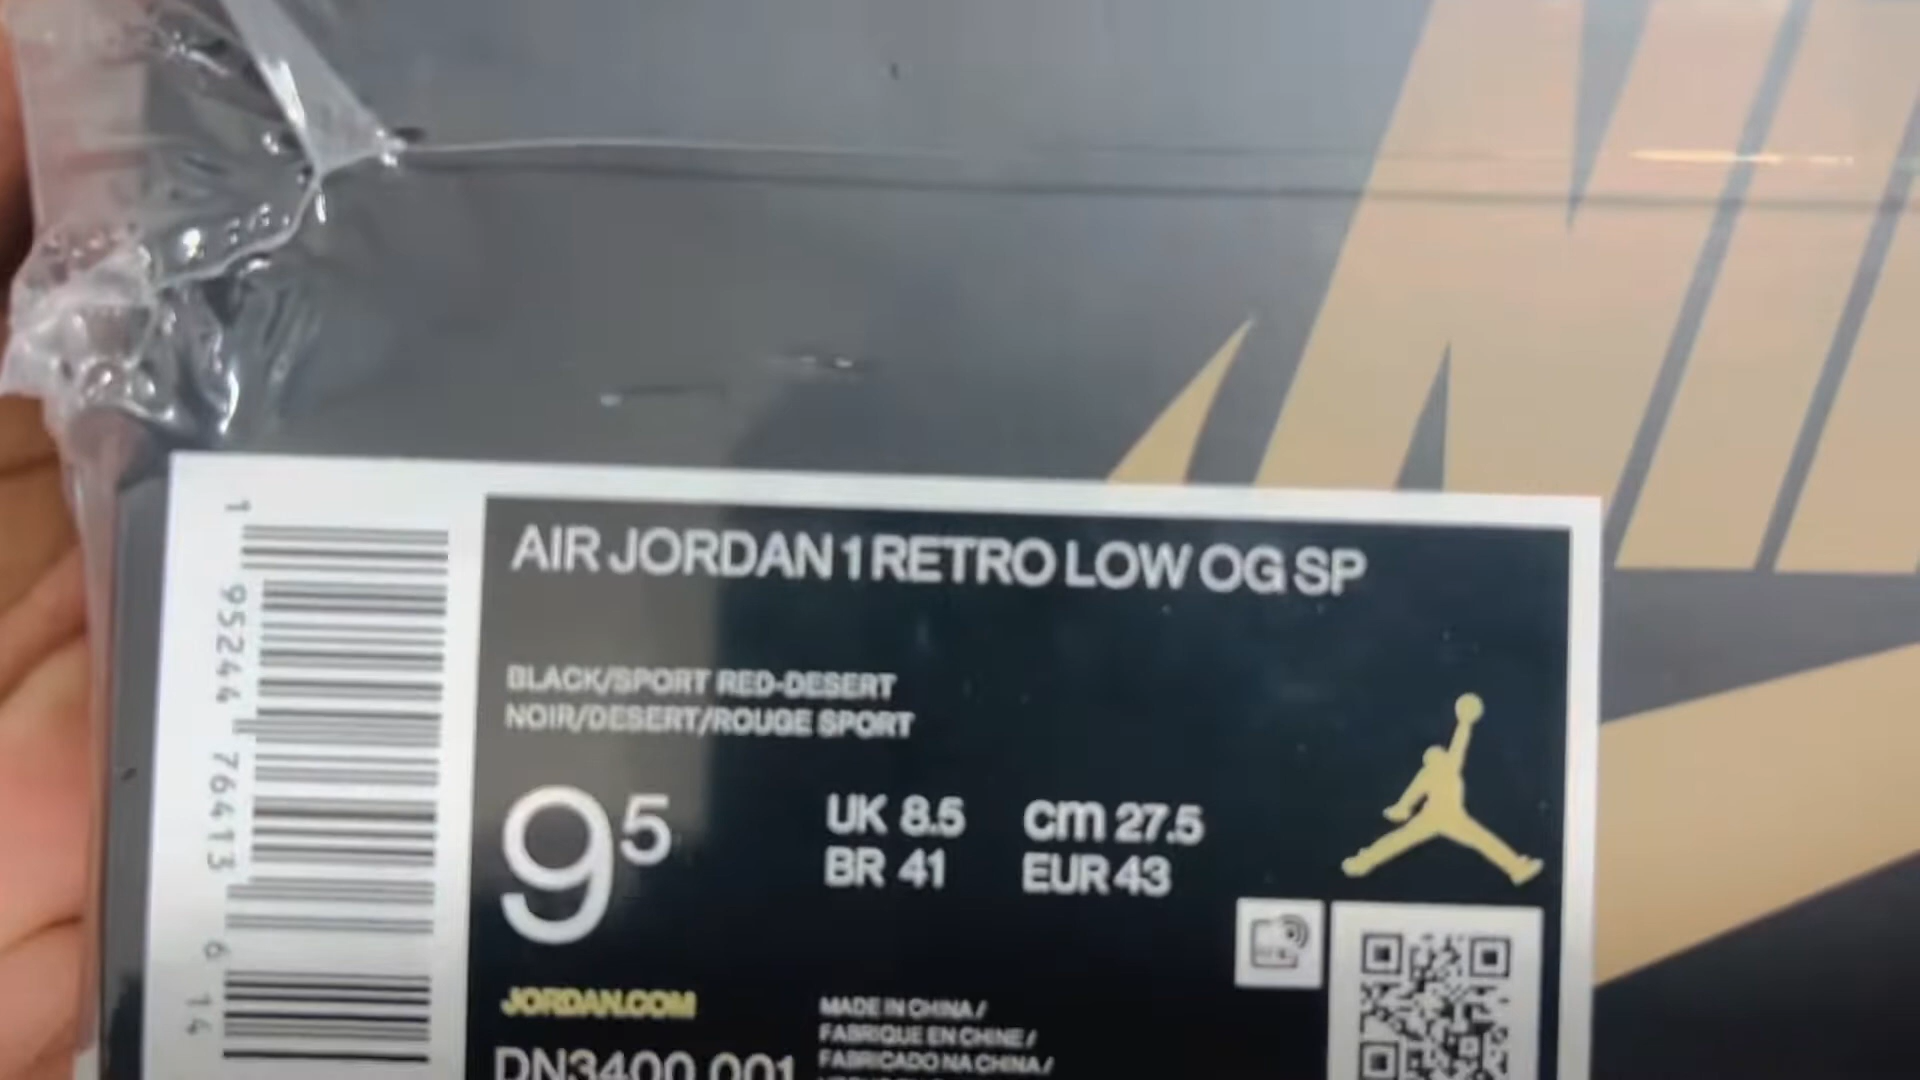 AIR JORDAN 1 RETRO LOW OG SP
BLACK/SPORT RED-DESERT
NOIR/DESERT/ROUGE SPORT
9 5
UK 8.5
cm 27.5
BR 41
EUR 43
JORDAN.COM
MADE IN CHINA /
FABRIQUE EN CHINE /
FABRICADO NA CHINA /
DN3400 001
1 95244 76413 6 14